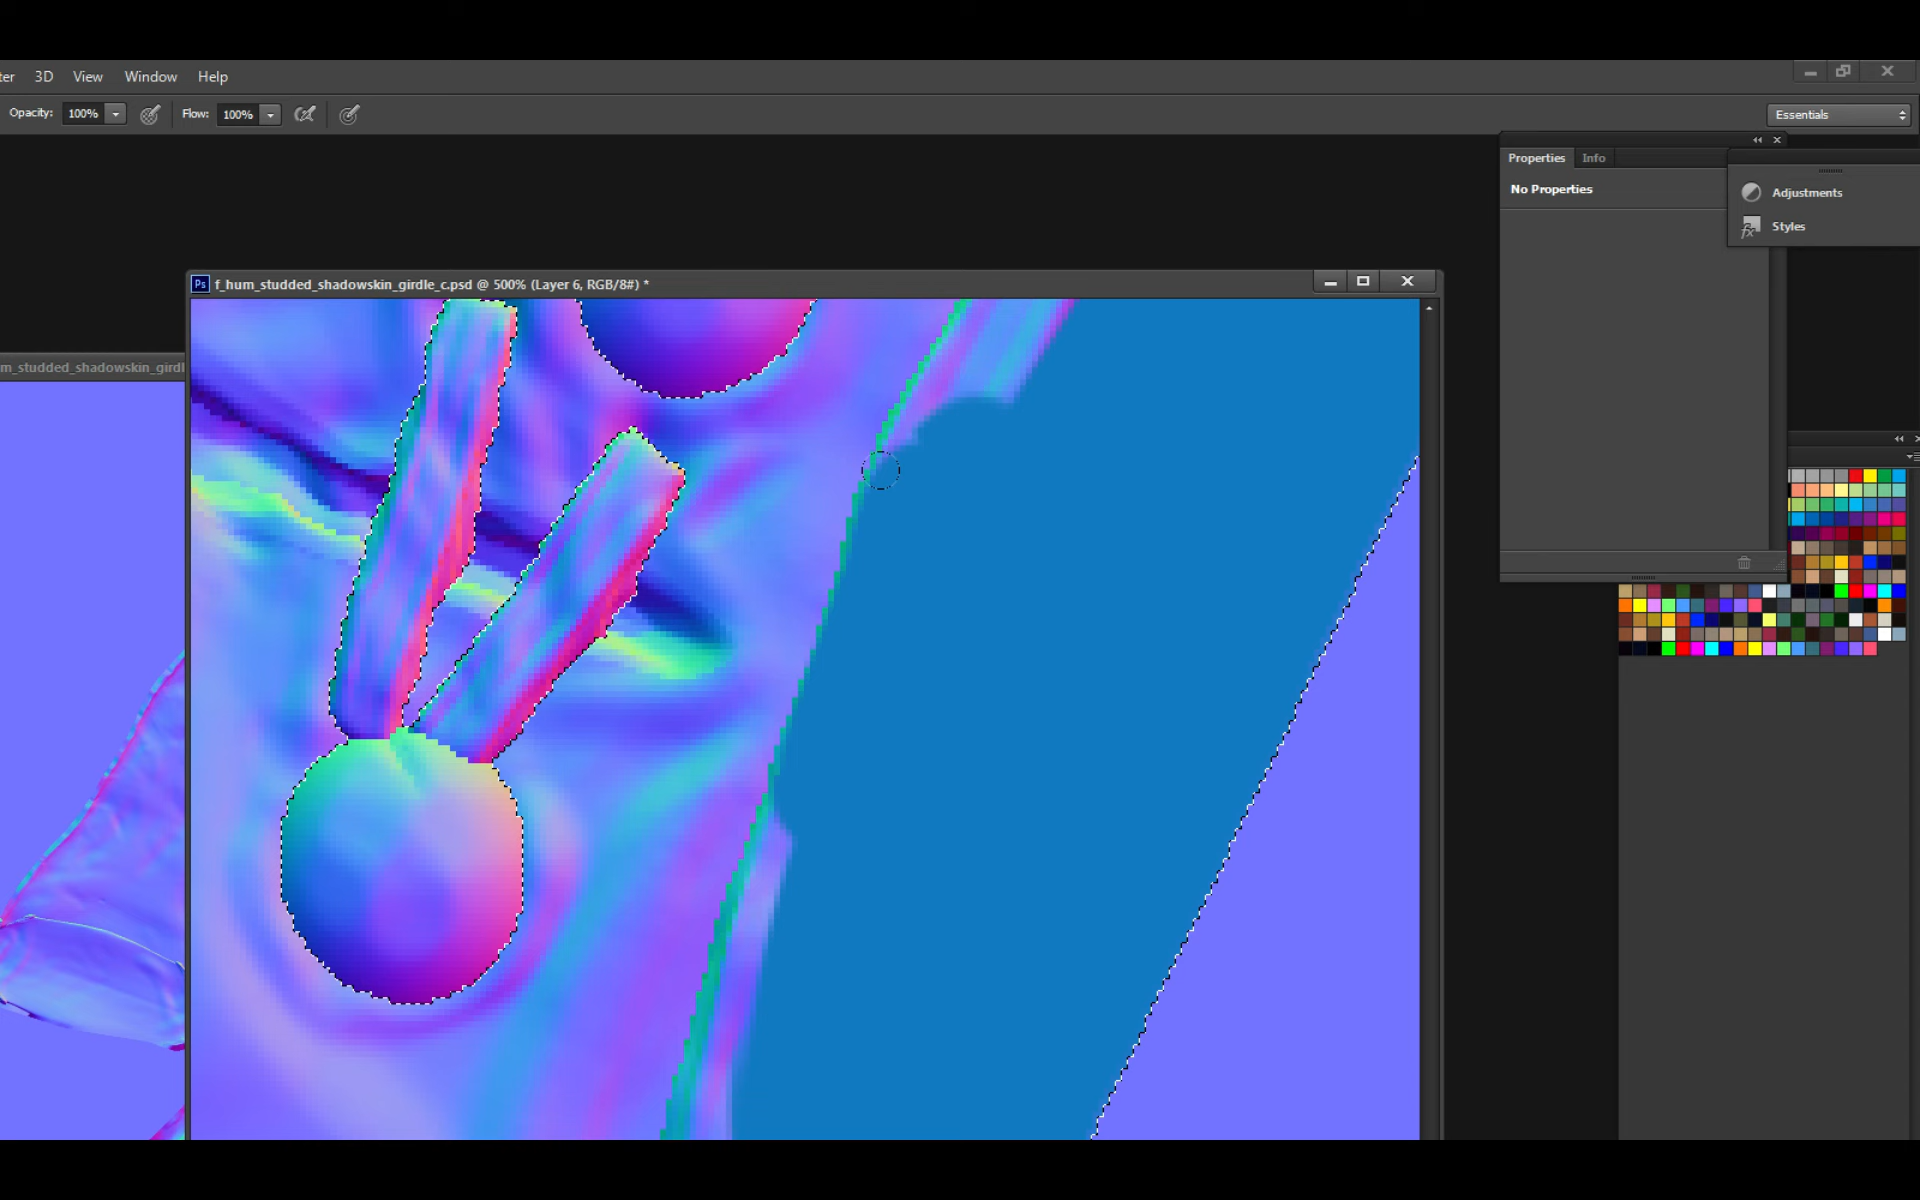 ter 3D View Window Help
Opacity: 100% Flow: 100% Essentials
Properties Info
No Properties
Adjustments
Styles
Ps f_hum_studded_shadowskin_girdle_c.psd @ 500% (Layer 6, RGB/8#) *
m_studded_shadowskin_girdl